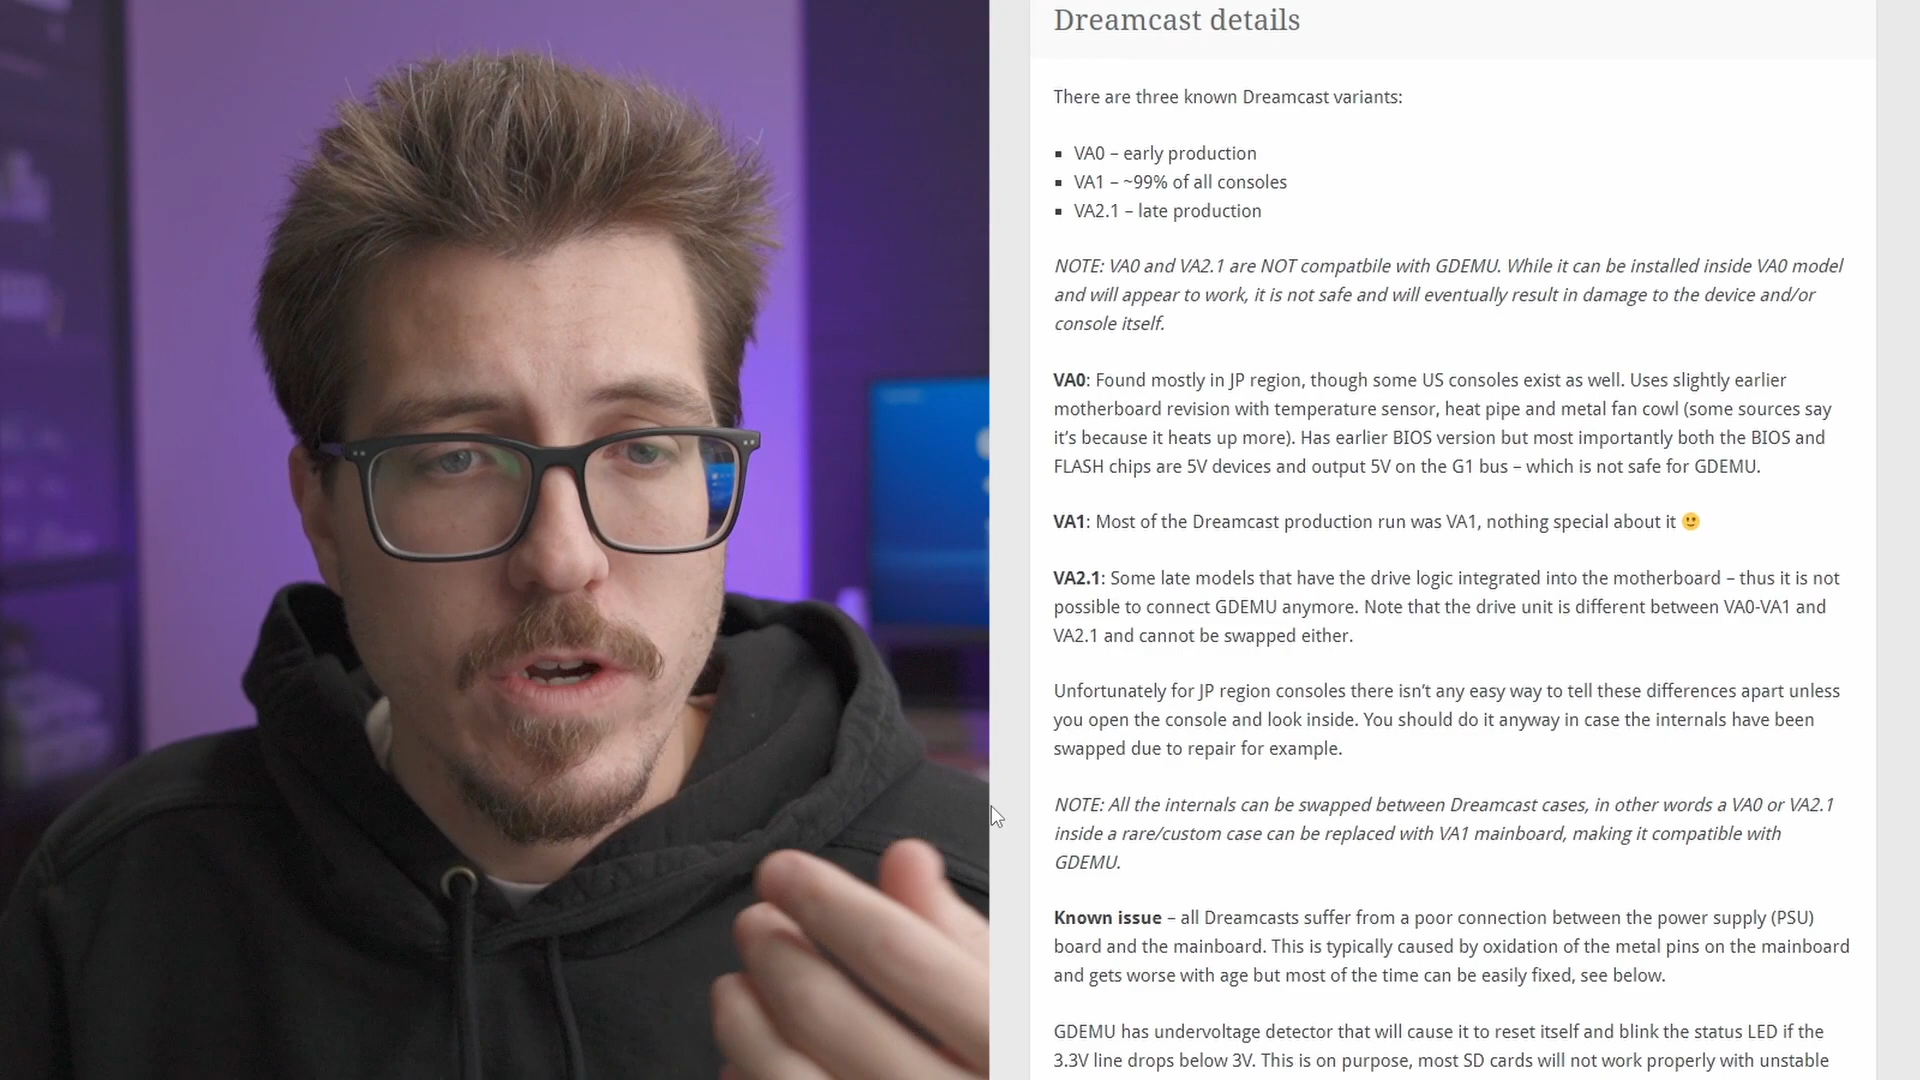 Dreamcast details
There are three known Dreamcast variants:
▪ VA0 – early production
▪ VA1 – ~99% of all consoles
▪ VA2.1 – late production
NOTE: VA0 and VA2.1 are NOT compatbile with GDEMU. While it can be installed inside VA0 model
and will appear to work, it is not safe and will eventually result in damage to the device and/or
console itself.
VA0: Found mostly in JP region, though some US consoles exist as well. Uses slightly earlier
motherboard revision with temperature sensor, heat pipe and metal fan cowl (some sources say
it’s because it heats up more). Has earlier BIOS version but most importantly both the BIOS and
FLASH chips are 5V devices and output 5V on the G1 bus – which is not safe for GDEMU.
VA1: Most of the Dreamcast production run was VA1, nothing special about it 🙂
VA2.1: Some late models that have the drive logic integrated into the motherboard – thus it is not
possible to connect GDEMU anymore. Note that the drive unit is different between VA0-VA1 and
VA2.1 and cannot be swapped either.
Unfortunately for JP region consoles there isn’t any easy way to tell these differences apart unless
you open the console and look inside. You should do it anyway in case the internals have been
swapped due to repair for example.
NOTE: All the internals can be swapped between Dreamcast cases, in other words a VA0 or VA2.1
inside a rare/custom case can be replaced with VA1 mainboard, making it compatible with
GDEMU.
Known issue – all Dreamcasts suffer from a poor connection between the power supply (PSU)
board and the mainboard. This is typically caused by oxidation of the metal pins on the mainboard
and gets worse with age but most of the time can be easily fixed, see below.
GDEMU has undervoltage detector that will cause it to reset itself and blink the status LED if the
3.3V line drops below 3V. This is on purpose, most SD cards will not work properly with unstable